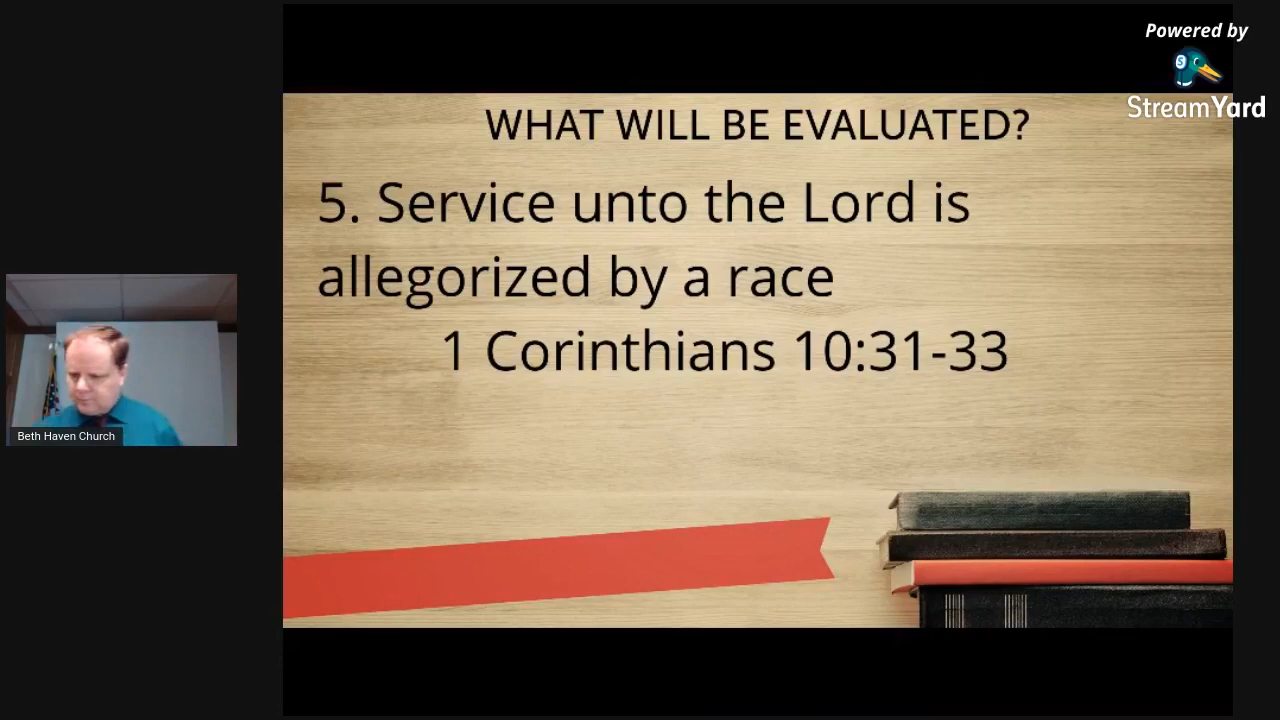 Powered by
StreamYard
WHAT WILL BE EVALUATED?
5. Service unto the Lord is
allegorized by a race
1 Corinthians 10:31-33
Beth Haven Church